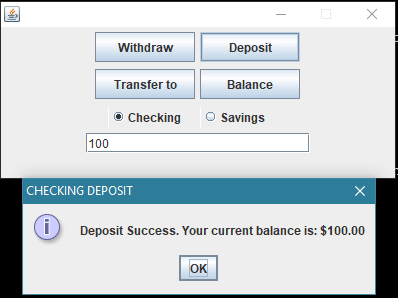 Withdraw Deposit
Transfer to Balance
Checking Savings
100
CHECKING DEPOSIT
i Deposit Success. Your current balance is: $100.00
OK